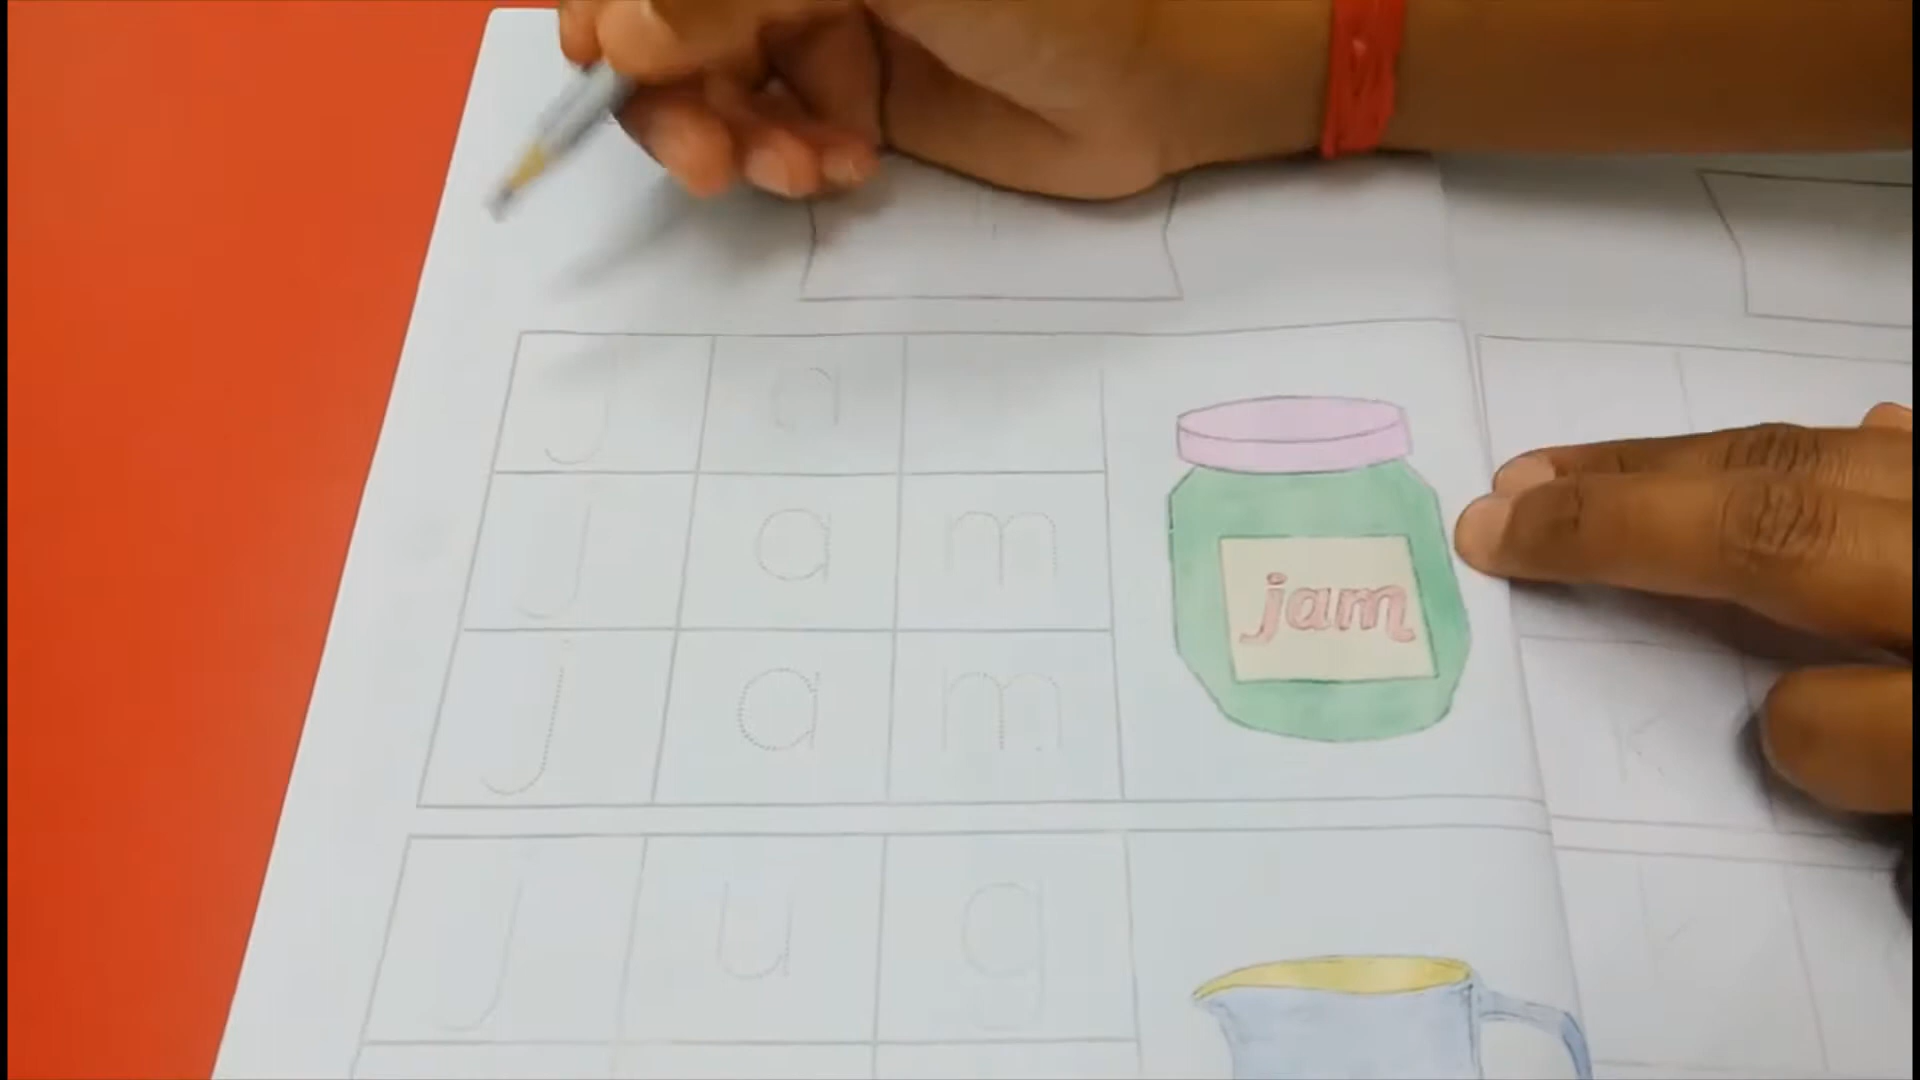 j a
j a m
jam
j a m
j u g